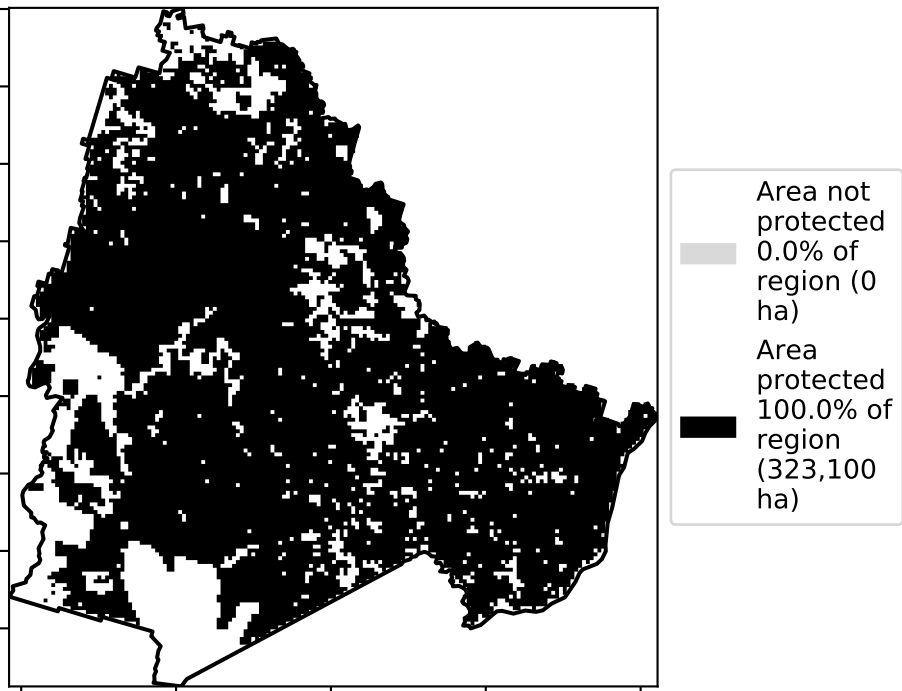 Area not
protected
0.0% of
region (0
ha)
Area
protected
100.0% of
region
(323,100
ha)